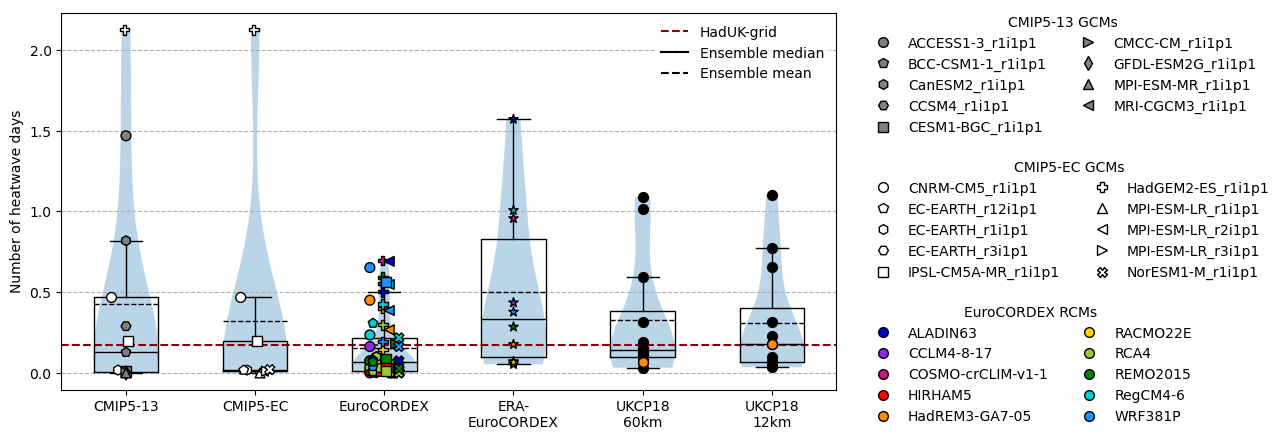 Number of heatwave days
2.0
1.5
1.0
0.5
0.0
HadUK-grid
Ensemble median
Ensemble mean
CMIP5-13
CMIP5-EC
EuroCORDEX
ERA-
EuroCORDEX
UKCP18
60km
UKCP18
12km
CMIP5-13 GCMs
ACCESS1-3_r1i1p1
BCC-CSM1-1_r1i1p1
CanESM2_r1i1p1
CCSM4_r1i1p1
CESM1-BGC_r1i1p1
CMCC-CM_r1i1p1
GFDL-ESM2G_r1i1p1
MPI-ESM-MR_r1i1p1
MRI-CGCM3_r1i1p1
CMIP5-EC GCMs
CNRM-CM5_r1i1p1
EC-EARTH_r12i1p1
EC-EARTH_r1i1p1
EC-EARTH_r3i1p1
IPSL-CM5A-MR_r1i1p1
HadGEM2-ES_r1i1p1
MPI-ESM-LR_r1i1p1
MPI-ESM-LR_r2i1p1
MPI-ESM-LR_r3i1p1
NorESM1-M_r1i1p1
EuroCORDEX RCMs
ALADIN63
CCLM4-8-17
COSMO-crCLIM-v1-1
HIRHAM5
HadREM3-GA7-05
RACMO22E
RCA4
REMO2015
RegCM4-6
WRF381P